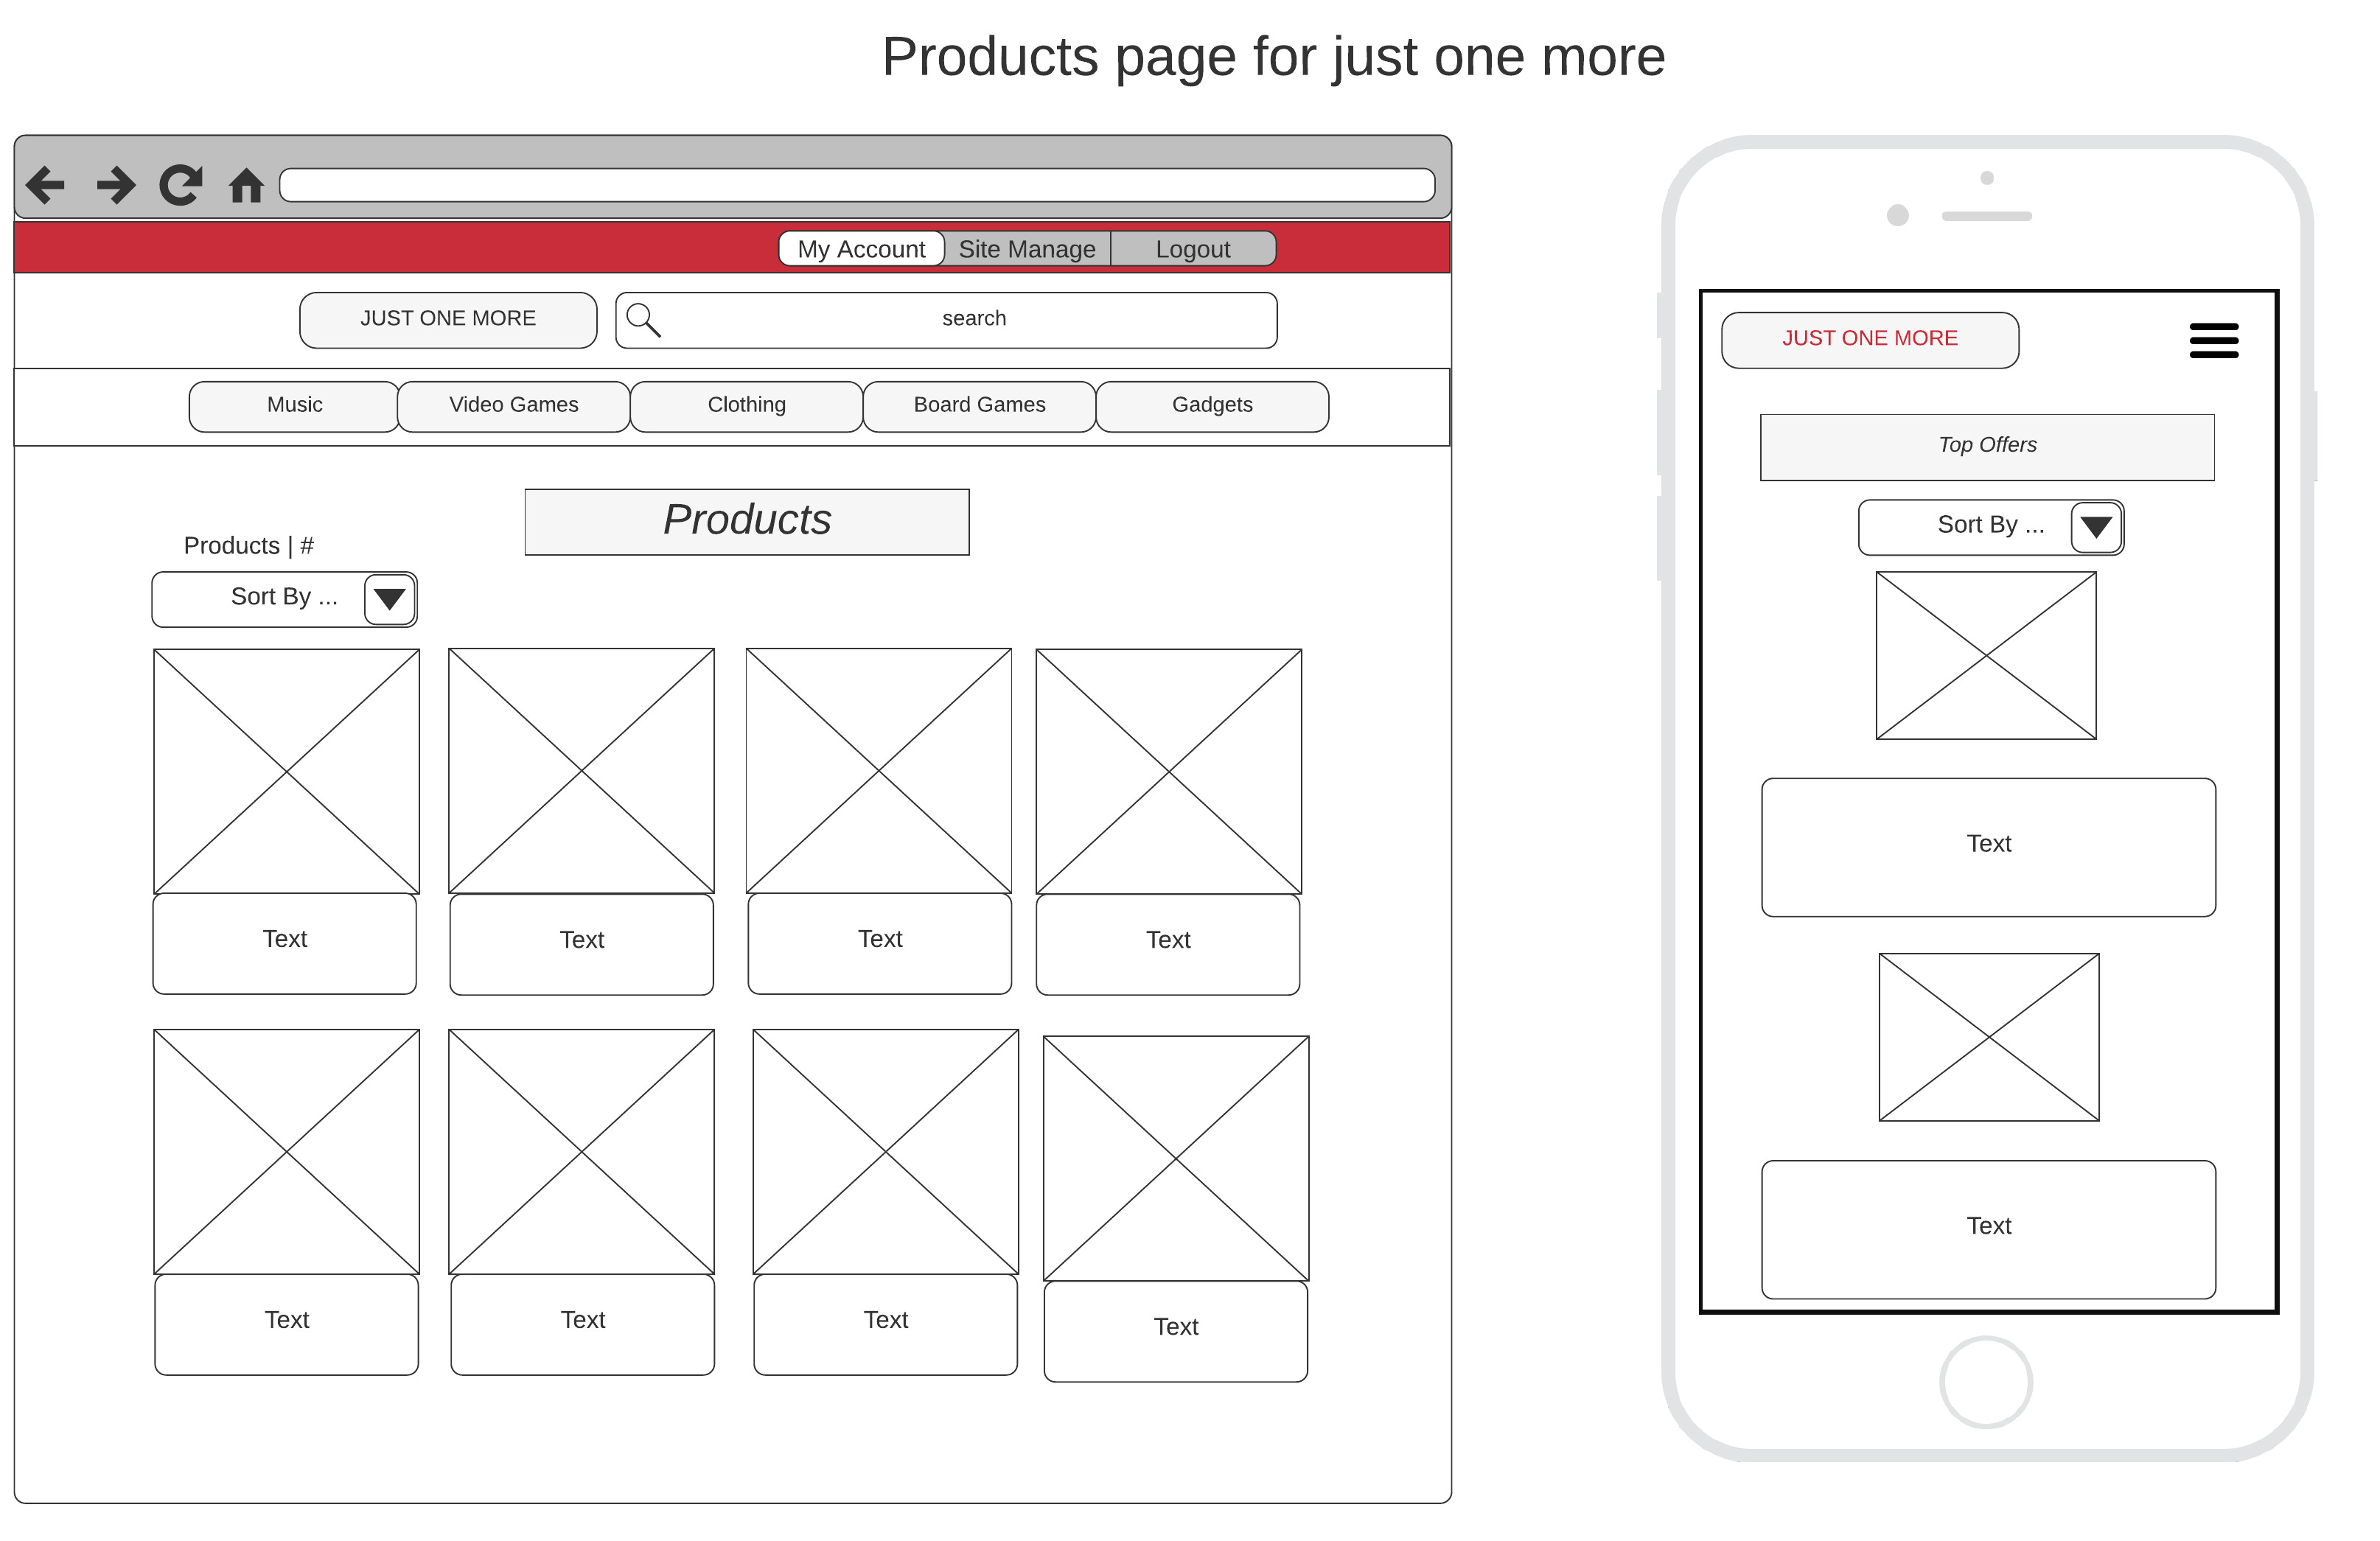 Products page for just one more
My Account Site Manage Logout
JUST ONE MORE search
Music Video Games Clothing Board Games Gadgets
Products
Products | #
Sort By ...
Text Text Text Text
Text Text Text Text
JUST ONE MORE
Top Offers
Sort By ...
Text
Text